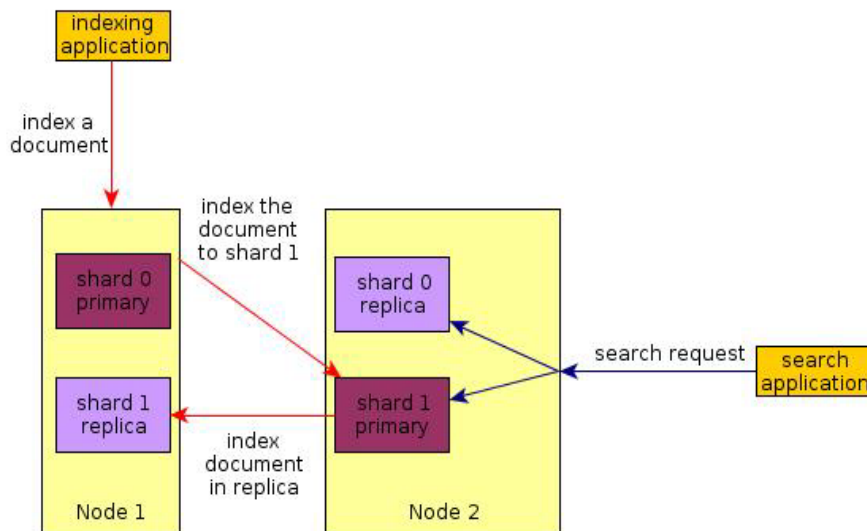 indexing
application
index a
document
index the
document
to shard 1
shard 0
primary
shard 0
replica
search request
search
application
shard 1
replica
shard 1
primary
index
document
in replica
Node 1
Node 2